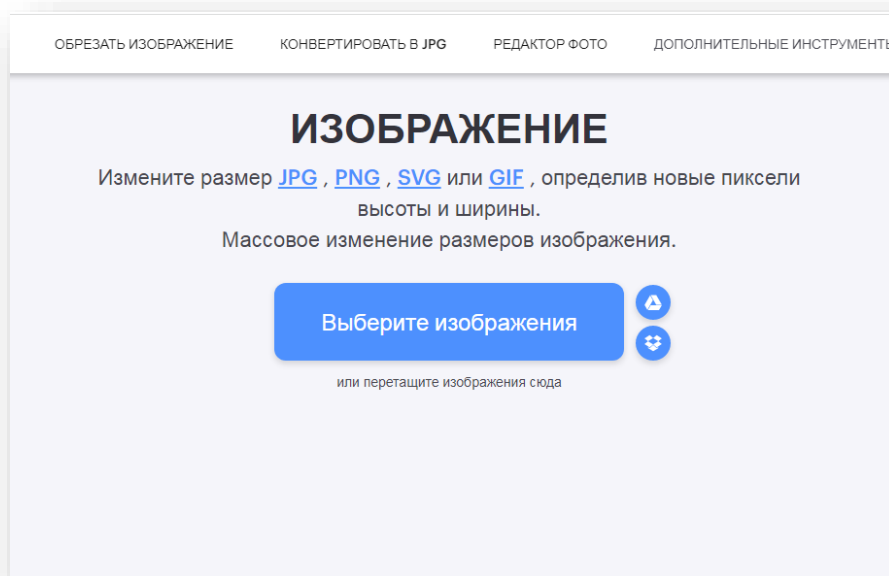 ОБРЕЗАТЬ ИЗОБРАЖЕНИЕ КОНВЕРТИРОВАТЬ В JPG РЕДАКТОР ФОТО ДОПОЛНИТЕЛЬНЫЕ ИНСТРУМЕНТЫ
ИЗОБРАЖЕНИЕ
Измените размер JPG , PNG , SVG или GIF , определив новые пиксели
высоты и ширины.
Массовое изменение размеров изображения.
Выберите изображения
или перетащите изображения сюда